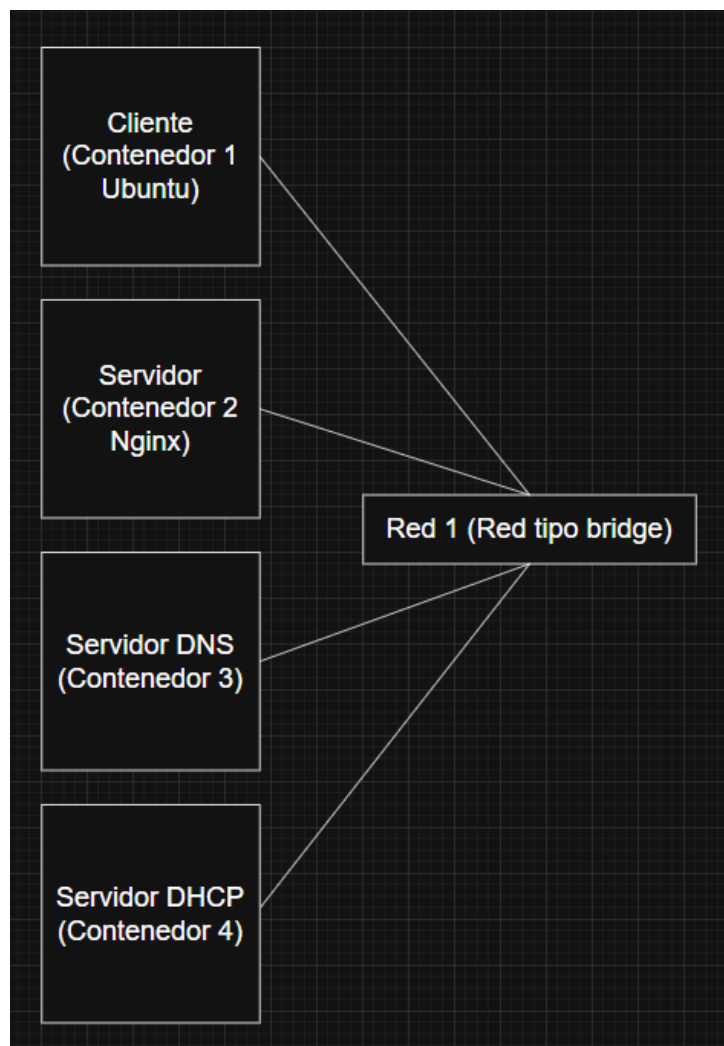 Cliente
(Contenedor 1
Ubuntu)
Servidor
(Contenedor 2
Nginx)
Red 1 (Red tipo bridge)
Servidor DNS
(Contenedor 3)
Servidor DHCP
(Contenedor 4)